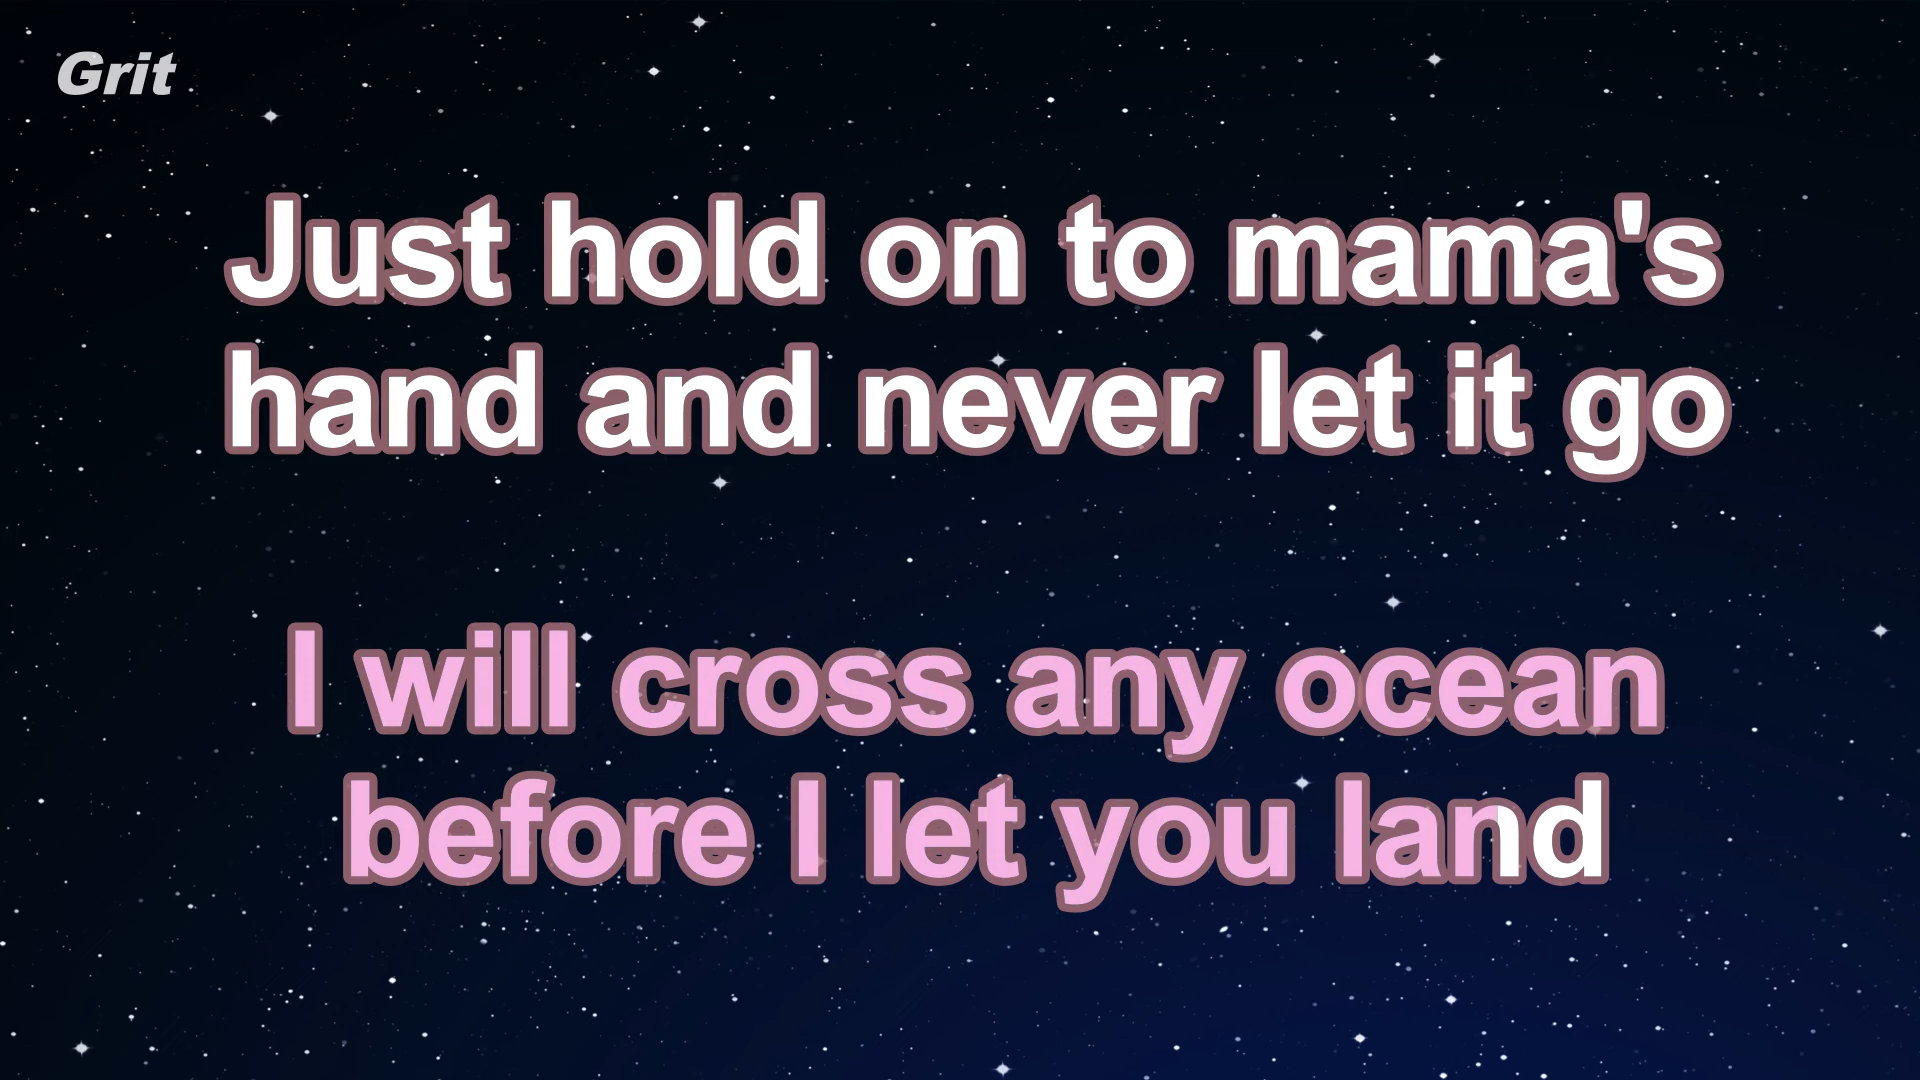 Grit
Just hold on to mama's
hand and never let it go
I will cross any ocean
before I let you land